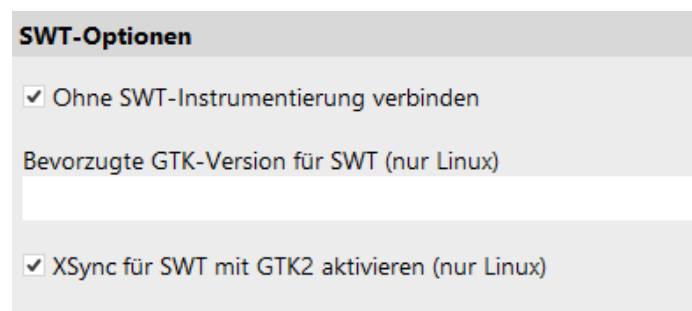 SWT-Optionen
Ohne SWT-Instrumentierung verbinden
Bevorzugte GTK-Version für SWT (nur Linux)
XSync für SWT mit GTK2 aktivieren (nur Linux)